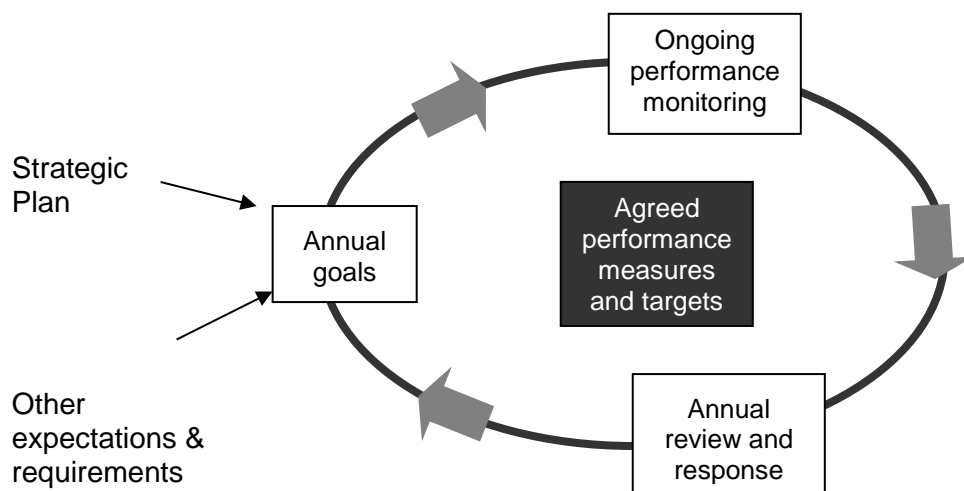 Ongoing
performance
monitoring
Strategic
Plan
Agreed
performance
measures
and targets
Annual
goals
Other
expectations &
requirements
Annual
review and
response